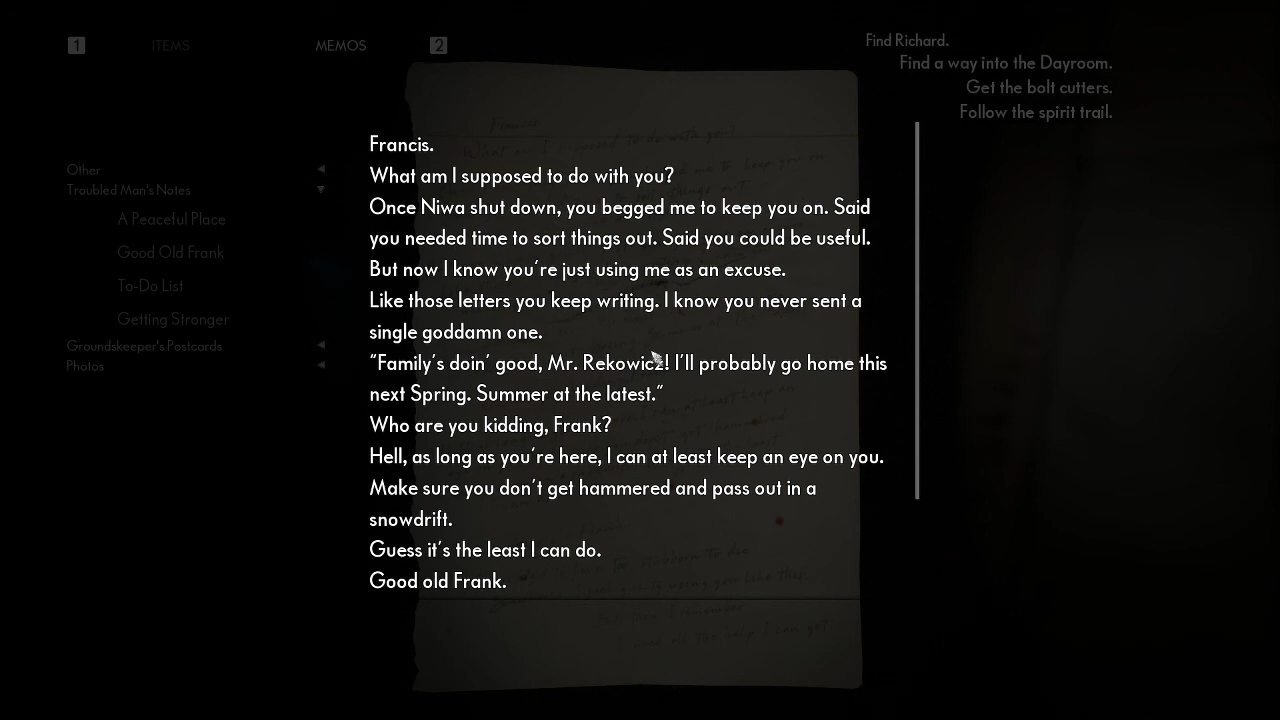 1 ITEMS MEMOS 2
Find Richard.
Find a way into the Dayroom.
Get the bolt cutters.
Follow the spirit trail.
Other
Troubled Man's Notes
A Peaceful Place
Good Old Frank
To-Do List
Getting Stronger
Groundskeeper's Postcards
Photos
Francis.
What am I supposed to do with you?
Once Niwa shut down, you begged me to keep you on. Said
you needed time to sort things out. Said you could be useful.
But now I know you're just using me as an excuse.
Like those letters you keep writing. I know you never sent a
single goddamn one.
"Family's doin' good, Mr. Rekowicz! I'll probably go home this
next Spring. Summer at the latest."
Who are you kidding, Frank?
Hell, as long as you're here, I can at least keep an eye on you.
Make sure you don't get hammered and pass out in a
snowdrift.
Guess it's the least I can do.
Good old Frank.